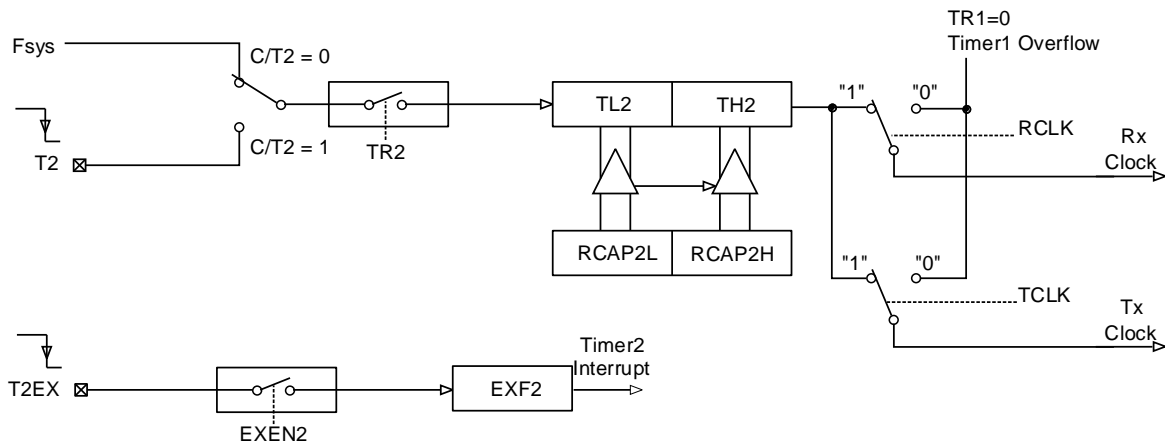 TR1=0
Timer1 Overflow
Fsys
C/T2 = 0
TL2
TH2
"1"
"0"
T2
C/T2 = 1
TR2
RCLK
Rx
Clock
RCAP2L
RCAP2H
"1"
"0"
TCLK
Tx
Clock
Timer2
Interrupt
T2EX
EXF2
EXEN2